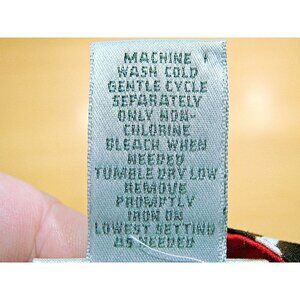 MACHINE
WASH COLD
GENTLE CYCLE
SEPARATELY
ONLY NON-
CHLORINE
BLEACH WHEN
NEEDED
TUMBLE DRY LOW
REMOVE
PROMPTLY
IRON ON
LOWEST SETTING
AS NEEDED